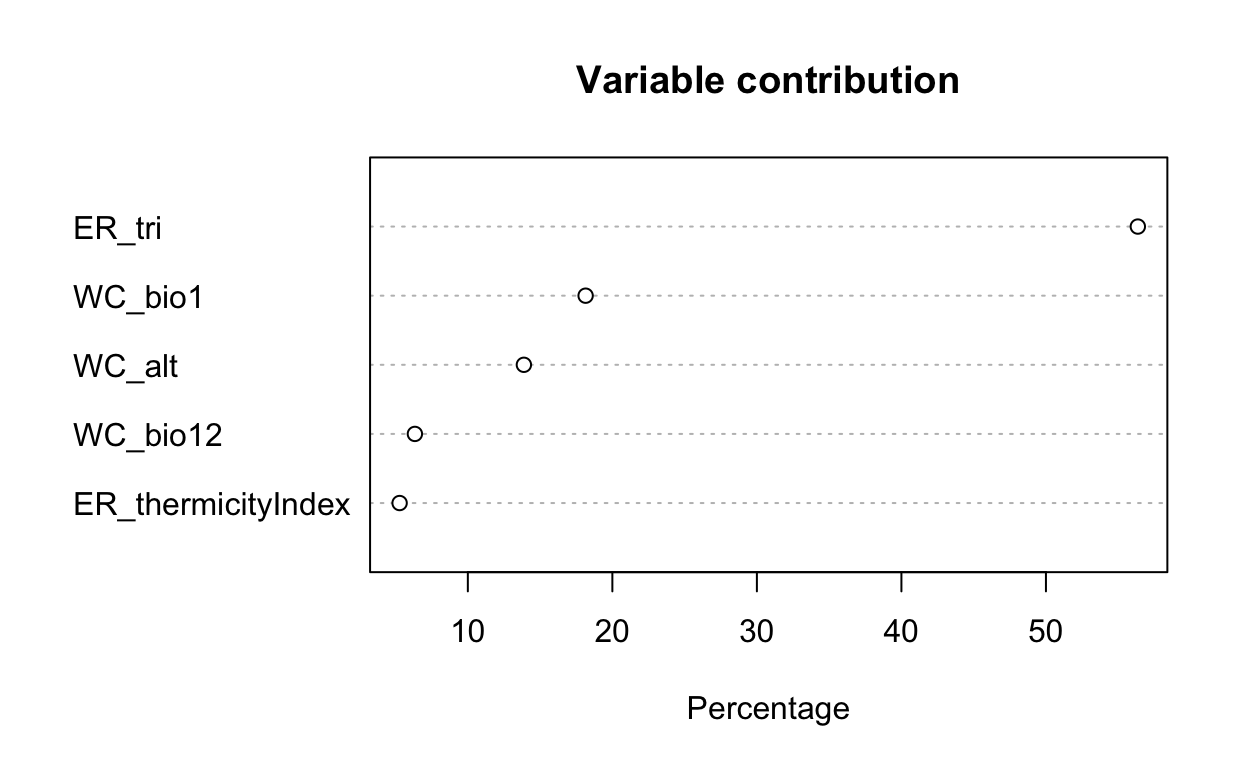 Variable contribution
ER_tri
WC_bio1
WC_alt
WC_bio12
ER_thermicityIndex
10 20 30 40 50
Percentage